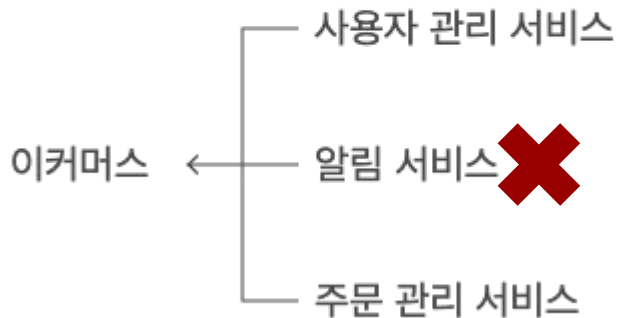 사용자 관리 서비스
이커머스
알림 서비스
주문 관리 서비스